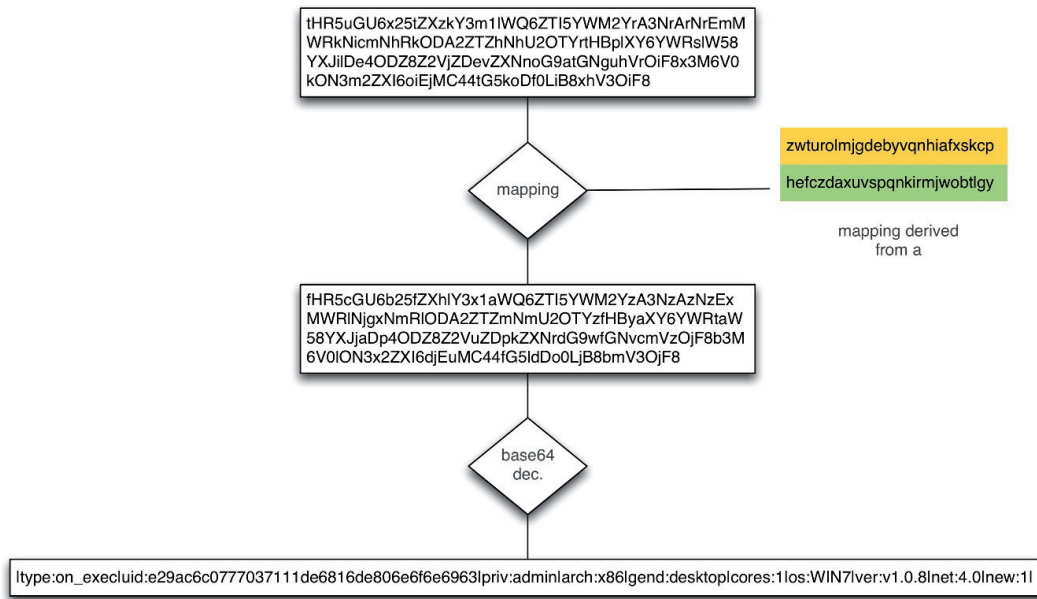 tHR5uGU6x25tZXzkY3m1lWQ6ZTI5YWM2YrA3NrArNrEmM
WRkNicmNhRkODA2ZTZhNhU2OTYrtHBplXY6YWRslW58
YXJilDe4ODZ8Z2VjZDevZXNnoG9atGNguhVrOiF8x3M6V0
kON3m2ZXI6oiEjMC44tG5koDf0LiB8xhV3OiF8
mapping
zwturolmjgdebyvqnhiafxskcp
hefczdaxuvspqnkirmjwobtlgy
mapping derived
from a
fHR5cGU6b25fZXhlY3x1aWQ6ZTI5YWM2YzA3NzAzNzEx
MWRlNjgxNmRlODA2ZTZmNmU2OTYzfHByaXY6YWRtaW
58YXJjaDp4ODZ8Z2VuZDpkZXNrdG9wfGNvcmVzOjF8b3M
6V0lON3x2ZXI6djEuMC44fG5ldDo0LjB8bmV3OjF8
base64
dec.
|type:on_exec|uid:e29ac6c0777037111de6816de806e6f6e6963|priv:admin|arch:x86|gend:desktop|cores:1|os:WIN7|ver:v1.0.8|net:4.0|new:1|